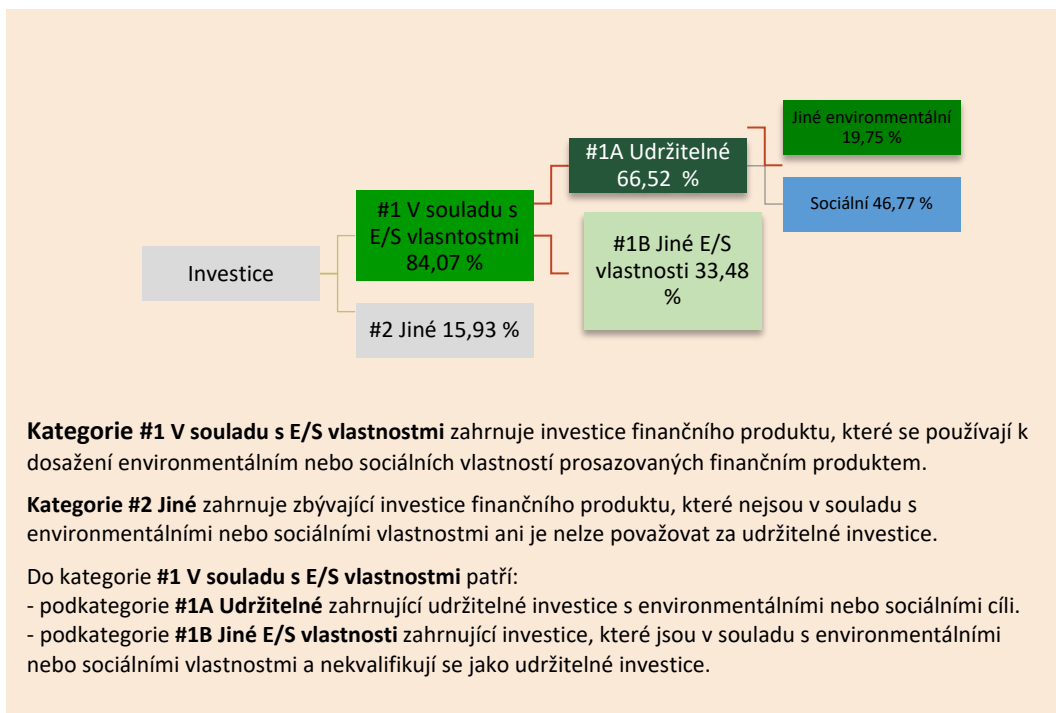 Jiné environmentální
19,75 %
#1A Udržitelné
66,52 %
Sociální 46,77 %
#1 V souladu s
E/S vlasntostmi
84,07 %
#1B Jiné E/S
vlastnosti 33,48
%
Investice
#2 Jiné 15,93 %
Kategorie #1 V souladu s E/S vlastnostmi zahrnuje investice finančního produktu, které se používají k
dosažení environmentálním nebo sociálních vlastností prosazovaných finančním produktem.
Kategorie #2 Jiné zahrnuje zbývající investice finančního produktu, které nejsou v souladu s
environmentálními nebo sociálními vlastnostmi ani je nelze považovat za udržitelné investice.
Do kategorie #1 V souladu s E/S vlastnostmi patří:
- podkategorie #1A Udržitelné zahrnující udržitelné investice s environmentálními nebo sociálními cíli.
- podkategorie #1B Jiné E/S vlastnosti zahrnující investice, které jsou v souladu s environmentálními
nebo sociálními vlastnostmi a nekvalifikují se jako udržitelné investice.